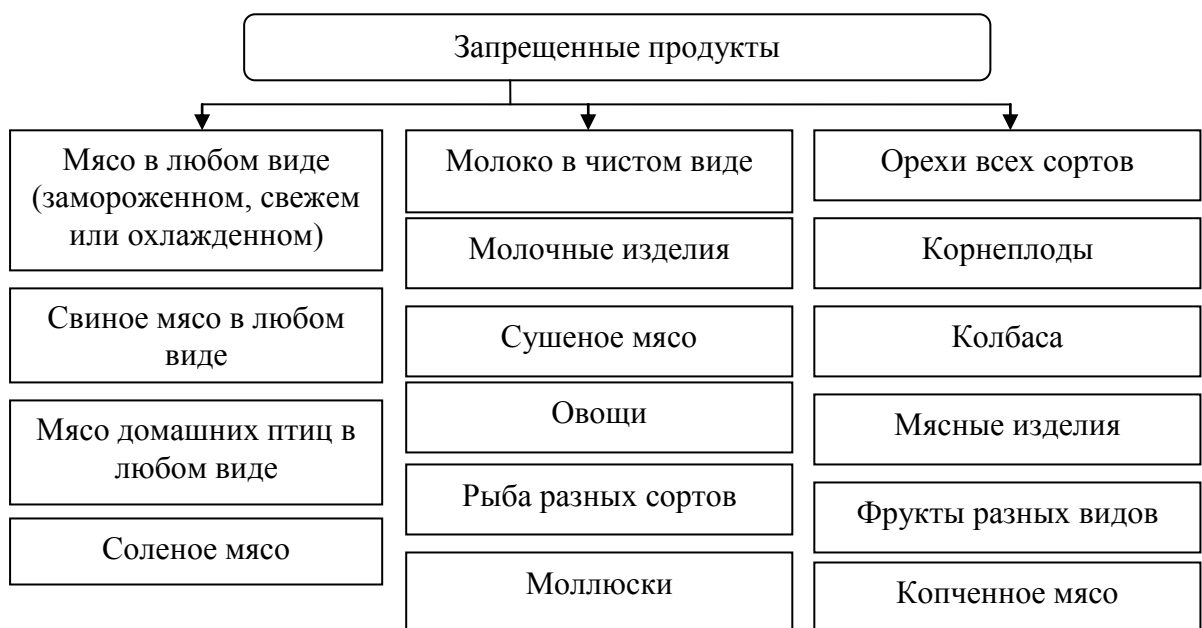 Запрещенные продукты
Мясо в любом виде
(замороженном, свежем
или охлажденном)
Свиное мясо в любом
виде
Мясо домашних птиц в
любом виде
Соленое мясо
Молоко в чистом виде
Молочные изделия
Сушеное мясо
Овощи
Рыба разных сортов
Моллюски
Орехи всех сортов
Корнеплоды
Колбаса
Мясные изделия
Фрукты разных видов
Копченное мясо